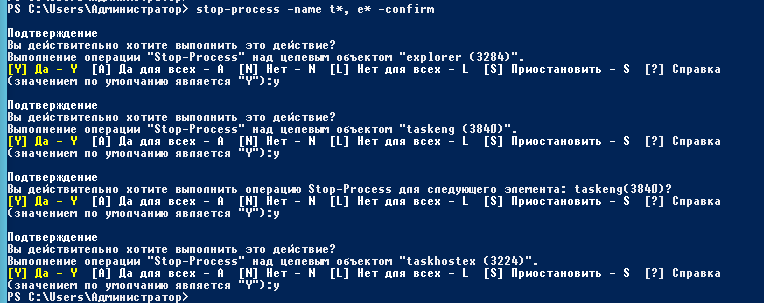 PS C:\Users\Администратор> stop-process -name t*, e* -confirm
Подтверждение
Вы действительно хотите выполнить это действие?
Выполнение операции "Stop-Process" над целевым объектом "explorer (3284)".
[Y] Да - Y  [A] Да для всех - A  [N] Нет - N  [L] Нет для всех - L  [S] Приостановить - S  [?] Справка
(значением по умолчанию является "Y"):y
Подтверждение
Вы действительно хотите выполнить это действие?
Выполнение операции "Stop-Process" над целевым объектом "taskeng (3840)".
[Y] Да - Y  [A] Да для всех - A  [N] Нет - N  [L] Нет для всех - L  [S] Приостановить - S  [?] Справка
(значением по умолчанию является "Y"):y
Подтверждение
Вы действительно хотите выполнить операцию Stop-Process для следующего элемента: taskeng(3840)?
[Y] Да - Y  [A] Да для всех - A  [N] Нет - N  [L] Нет для всех - L  [S] Приостановить - S  [?] Справка
(значением по умолчанию является "Y"):y
Подтверждение
Вы действительно хотите выполнить это действие?
Выполнение операции "Stop-Process" над целевым объектом "taskhostex (3224)".
[Y] Да - Y  [A] Да для всех - A  [N] Нет - N  [L] Нет для всех - L  [S] Приостановить - S  [?] Справка
(значением по умолчанию является "Y"):y
PS C:\Users\Администратор>